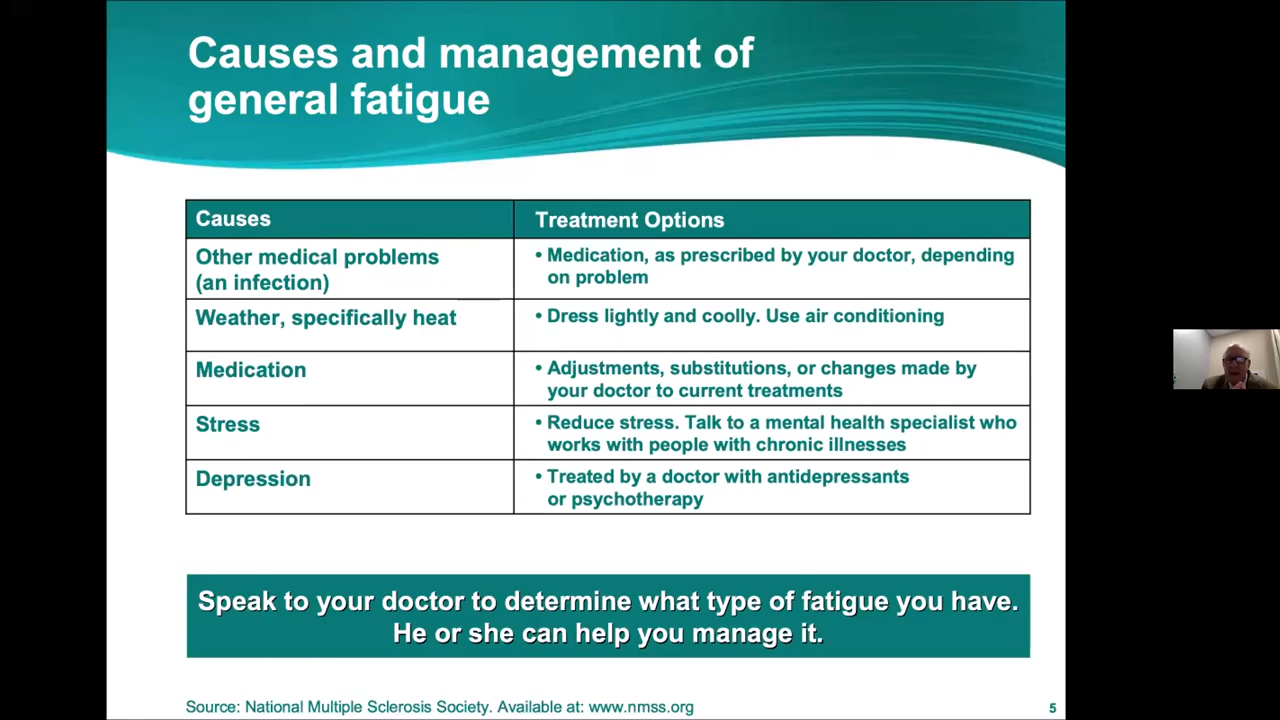 Causes and management of
general fatigue
Causes
Treatment Options
Other medical problems
(an infection)
• Medication, as prescribed by your doctor, depending
on problem
Weather, specifically heat
• Dress lightly and coolly. Use air conditioning
Medication
• Adjustments, substitutions, or changes made by
your doctor to current treatments
Stress
• Reduce stress. Talk to a mental health specialist who
works with people with chronic illnesses
Depression
• Treated by a doctor with antidepressants
or psychotherapy
Speak to your doctor to determine what type of fatigue you have.
He or she can help you manage it.
Source: National Multiple Sclerosis Society. Available at: www.nmss.org
5